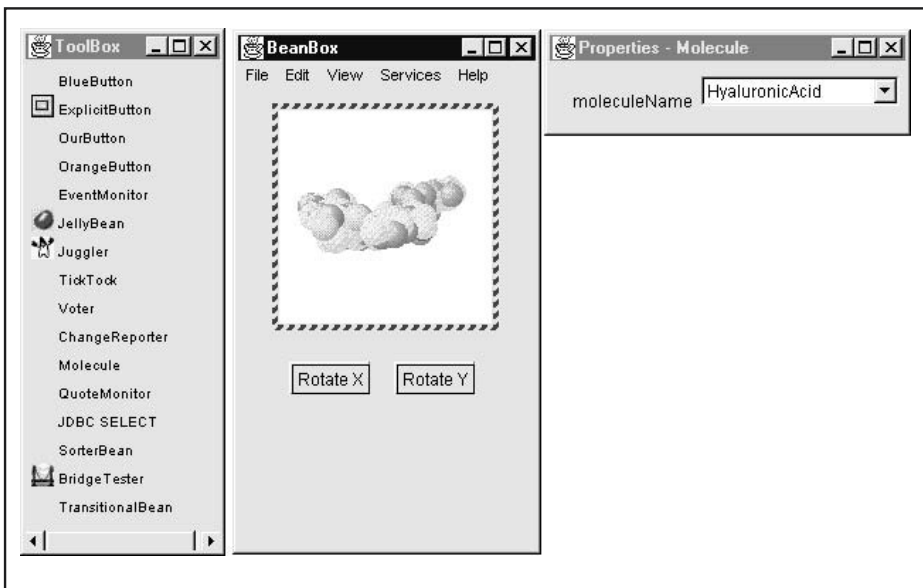 ToolBox
BlueButton
ExplicitButton
OurButton
OrangeButton
EventMonitor
JellyBean
Juggler
TickTock
Voter
ChangeReporter
Molecule
QuoteMonitor
JDBC SELECT
SorterBean
BridgeTester
TransitionalBean
BeanBox
File Edit View Services Help
Rotate X Rotate Y
Properties - Molecule
moleculeName HyaluronicAcid